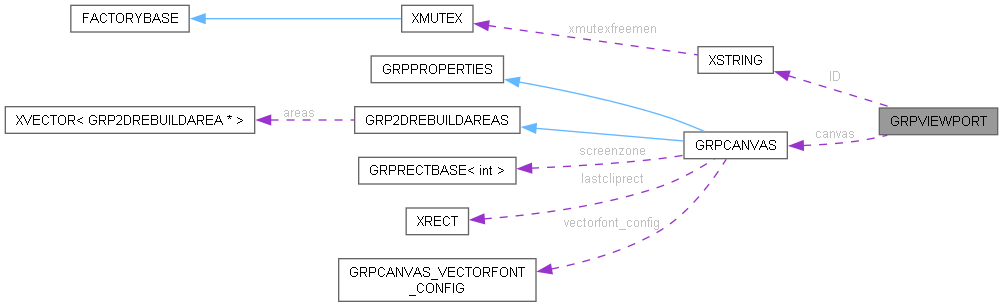 FACTORYBASE
XMUTEX
xmutexfreemen
XSTRING
GRPPROPERTIES
ID
XVECTOR< GRP2DREBUILDAREA * >
areas
GRP2DREBUILDAREAS
GRPVIEWPORT
canvas
GRPCANVAS
screenzone
GRPRECTBASE< int >
lastcliprect
XRECT
vectorfont_config
GRPCANVAS_VECTORFONT
_CONFIG